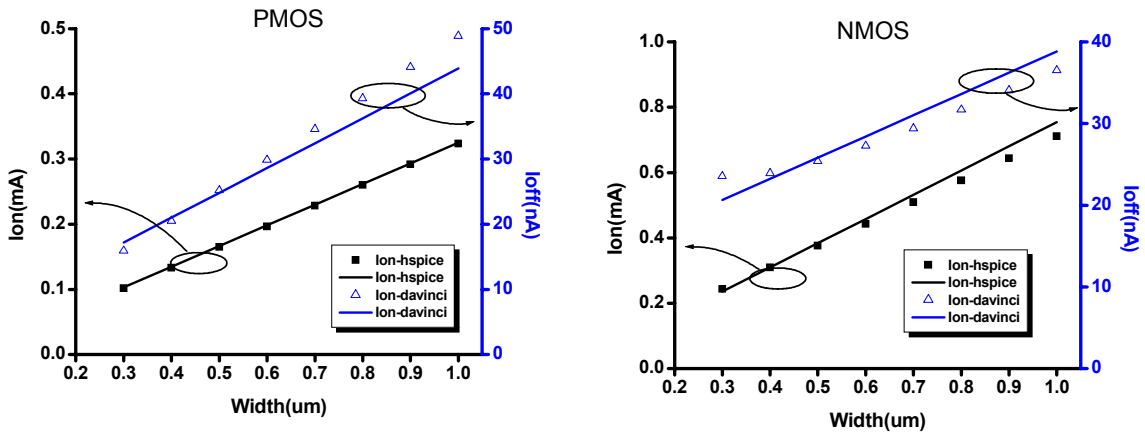 PMOS
0.5
0.4
0.3
0.2
0.1
0.0
Ion(mA)
50
40
30
20
10
0
Ioff(nA)
Ion-hspice
Ion-hspice
Ion-davinci
Ion-davinci
0.2 0.3 0.4 0.5 0.6 0.7 0.8 0.9 1.0
Width(um)
NMOS
1.0
0.8
0.6
0.4
0.2
0.0
Ion(mA)
40
30
20
10
0
Ioff(nA)
Ion-hspice
Ion-hspice
Ion-davinci
Ion-davinci
0.2 0.3 0.4 0.5 0.6 0.7 0.8 0.9 1.0
Width(um)